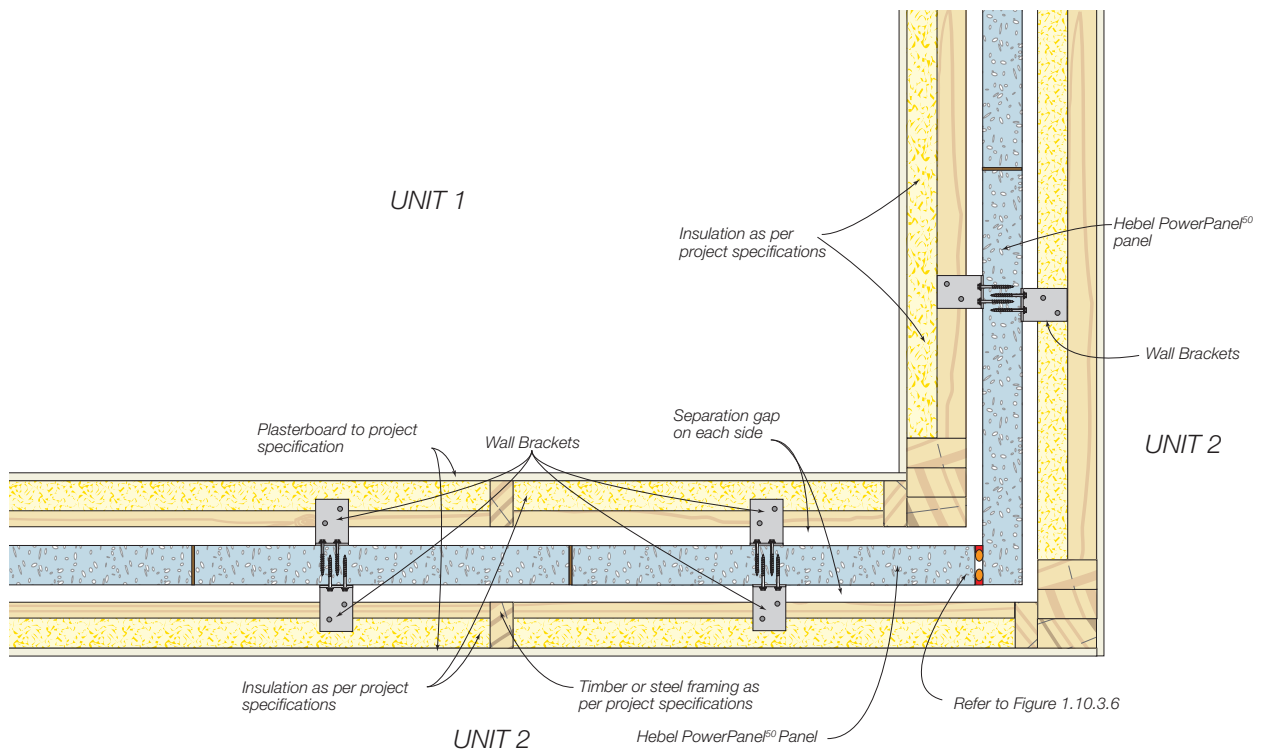 UNIT 1
Insulation as per
project specifications
Hebel PowerPanel50
panel
Wall Brackets
Plasterboard to project
specification
Wall Brackets
Separation gap
on each side
UNIT 2
Insulation as per project
specifications
Timber or steel framing as
per project specifications
Refer to Figure 1.10.3.6
UNIT 2
Hebel PowerPanel50 Panel